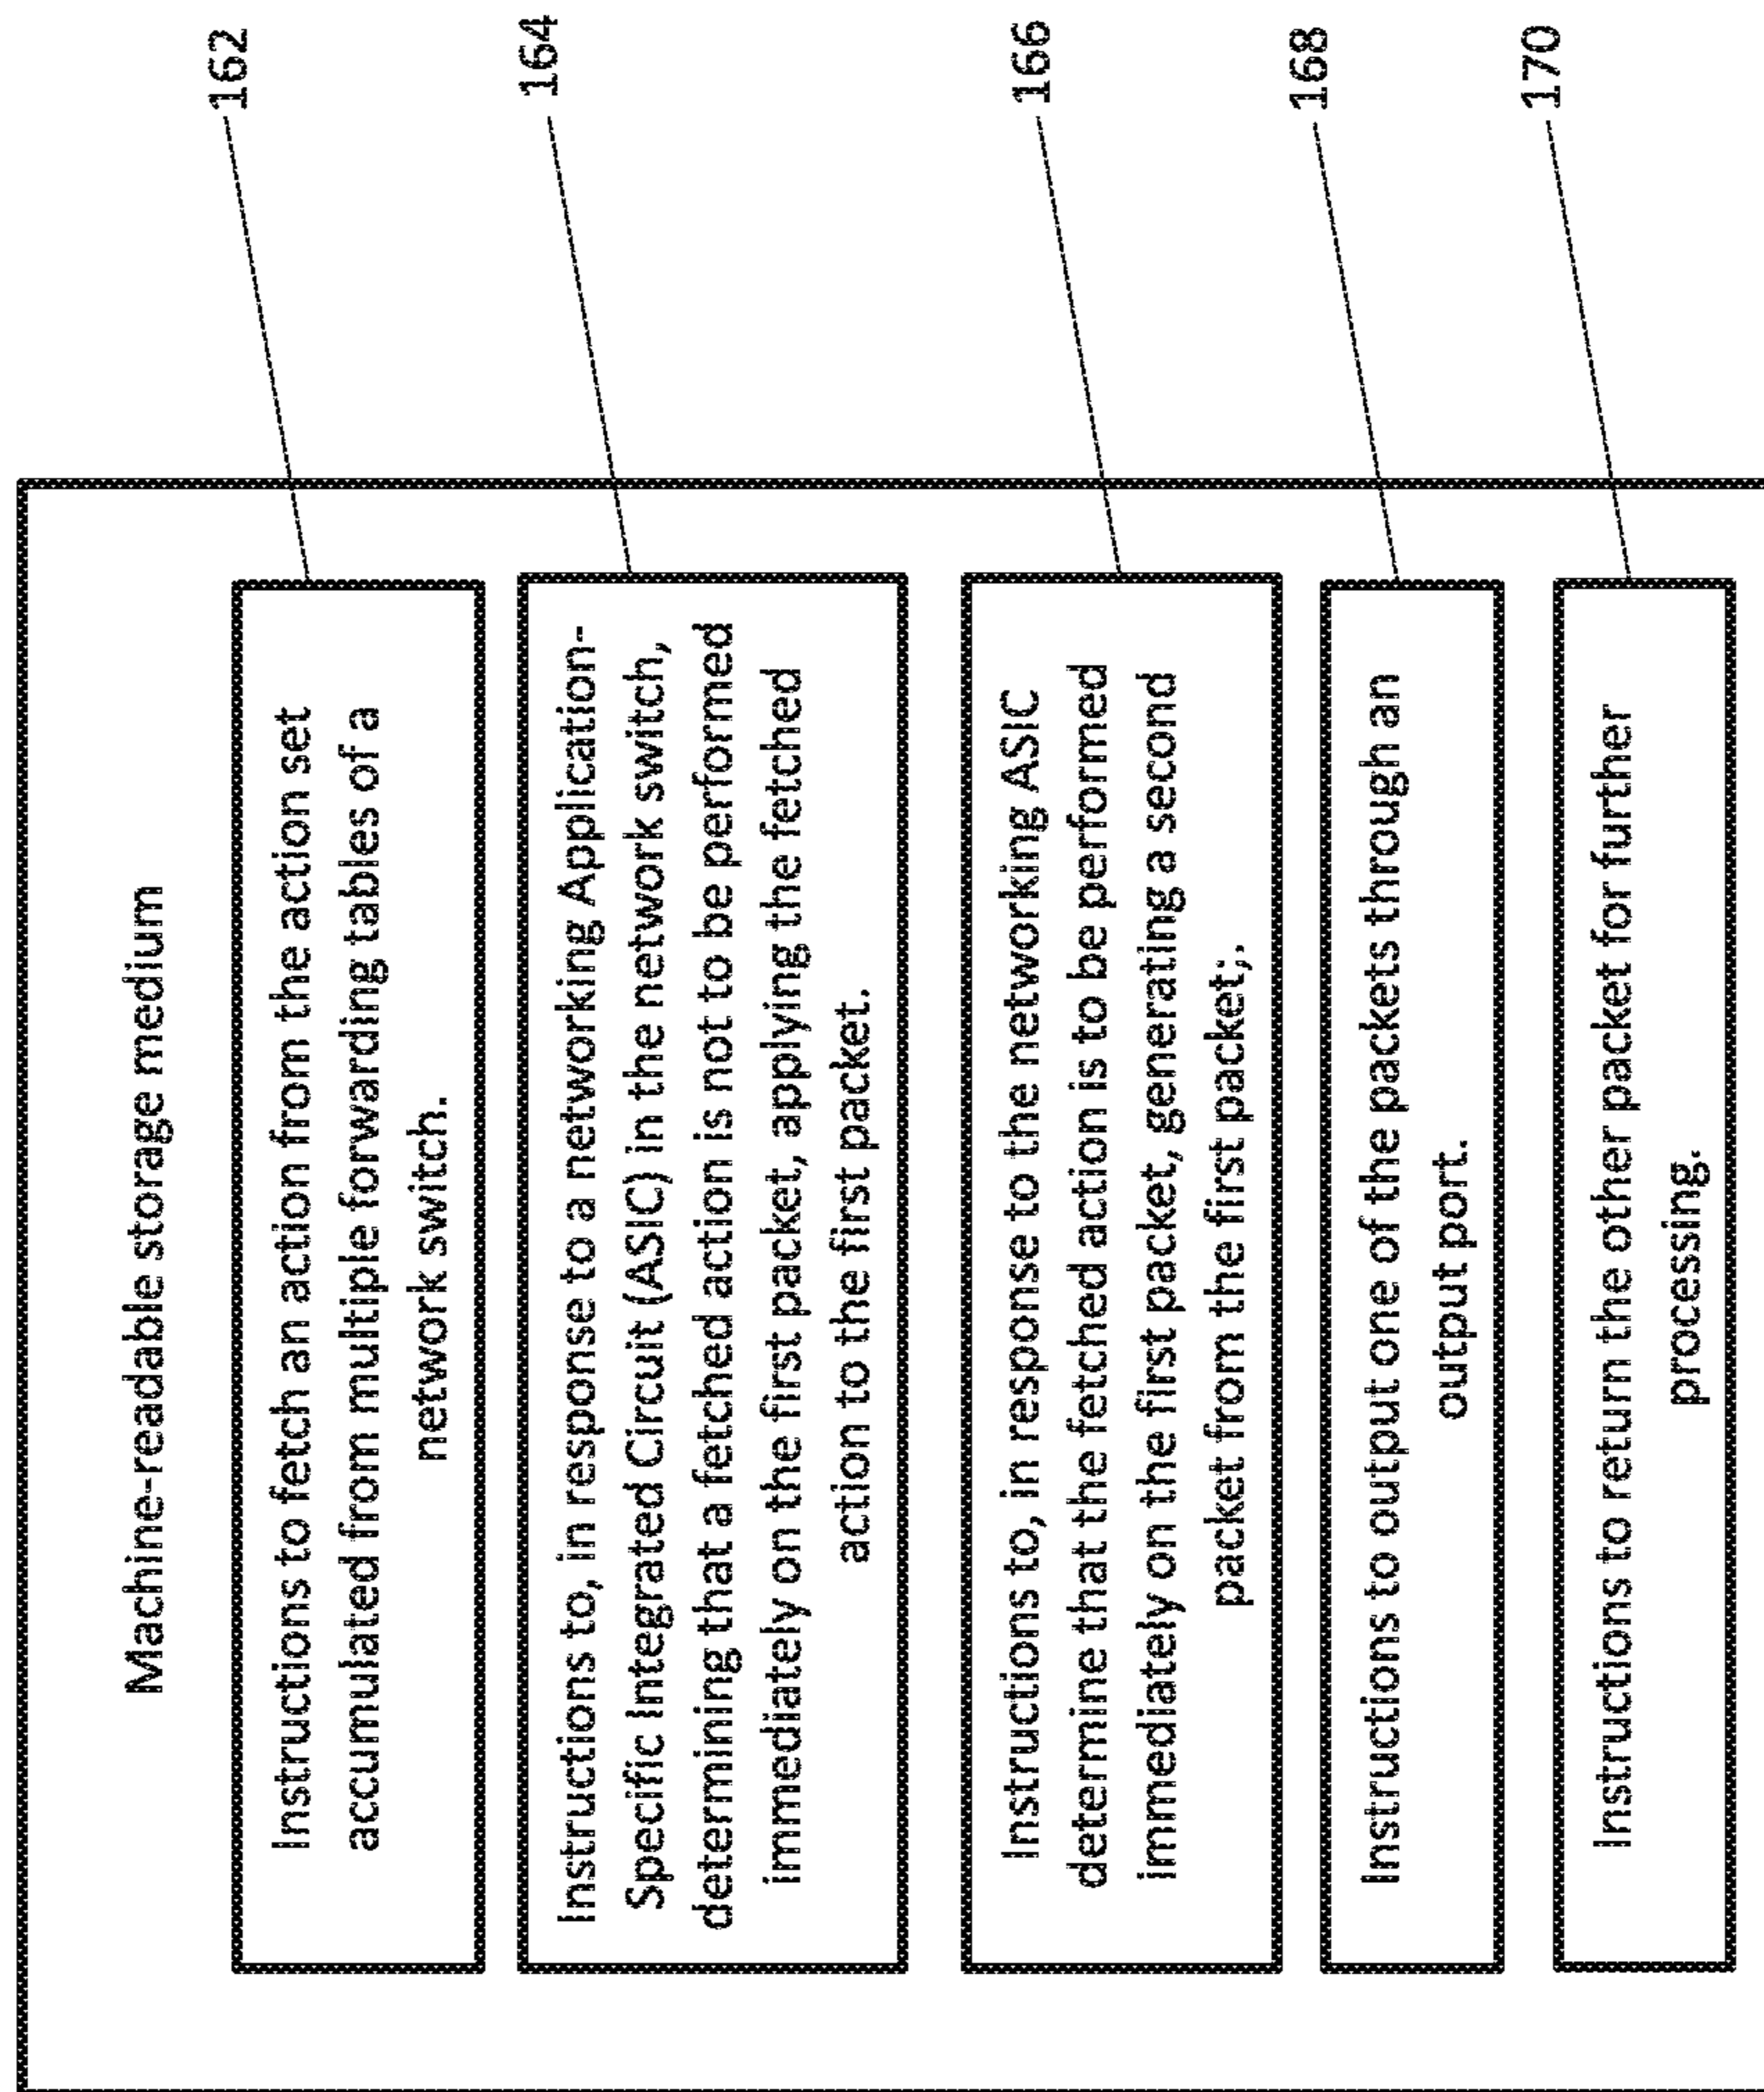 Machine-readable storage medium
Instructions to fetch an action from the action set
accumulated from multiple forwarding tables of a
network switch.
162
Instructions to, in response to a networking Application-
Specific Integrated Circuit (ASIC) in the network switch,
determining that a fetched action is not to be performed
immediately on the first packet, applying the fetched
action to the first packet.
164
Instructions to, in response to the networking ASIC
determine that the fetched action is to be performed
immediately on the first packet, generating a second
packet from the first packet;.
166
Instructions to output one of the packets through an
output port.
168
Instructions to return the other packet for further
processing.
170